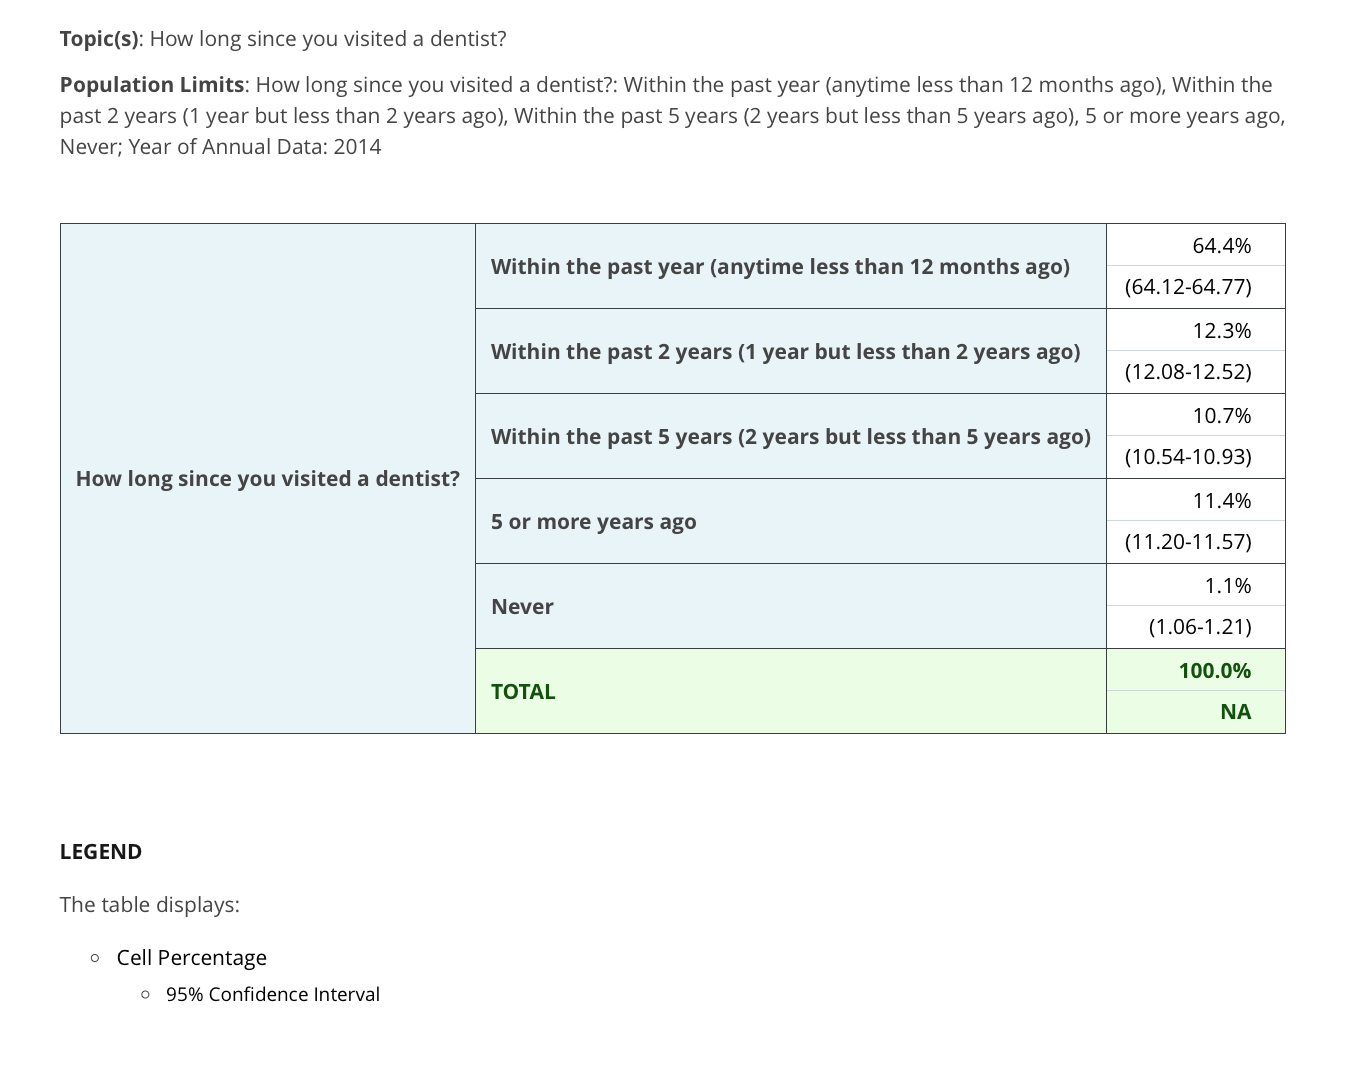 Topic(s): How long since you visited a dentist?
Population Limits: How long since you visited a dentist?: Within the past year (anytime less than 12 months ago), Within the
past 2 years (1 year but less than 2 years ago), Within the past 5 years (2 years but less than 5 years ago), 5 or more years ago,
Never; Year of Annual Data: 2014
How long since you visited a dentist?
Within the past year (anytime less than 12 months ago)
64.4%
(64.12-64.77)
Within the past 2 years (1 year but less than 2 years ago)
12.3%
(12.08-12.52)
Within the past 5 years (2 years but less than 5 years ago)
10.7%
(10.54-10.93)
5 or more years ago
11.4%
(11.20-11.57)
Never
1.1%
(1.06-1.21)
TOTAL
100.0%
NA
LEGEND
The table displays:
Cell Percentage
95% Confidence Interval